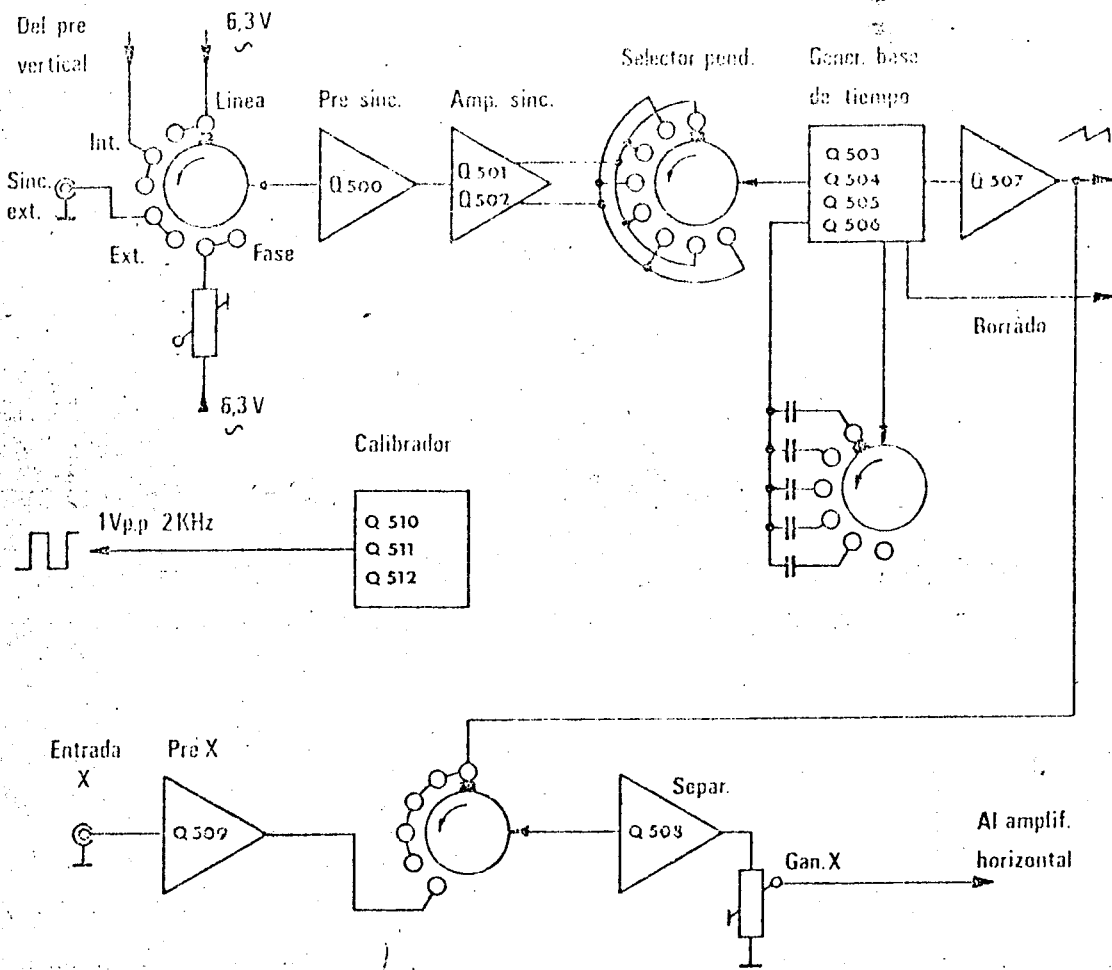 Del pre
vertical
6,3 V
Linea
Int.
Sinc.
ext.
Ext.
Fase
6,3 V
Pre sinc.
Q 500
Amp. sinc.
Q 501
Q 502
Selector pend.
Gener. base
de tiempo
Q 503
Q 504
Q 505
Q 506
Q 507
Borrado
Calibrador
1Vp.p 2KHz
Q 510
Q 511
Q 512
Entrada
X
Pre X
Q 509
Separ.
Q 508
Gan.X
Al amplif.
horizontal